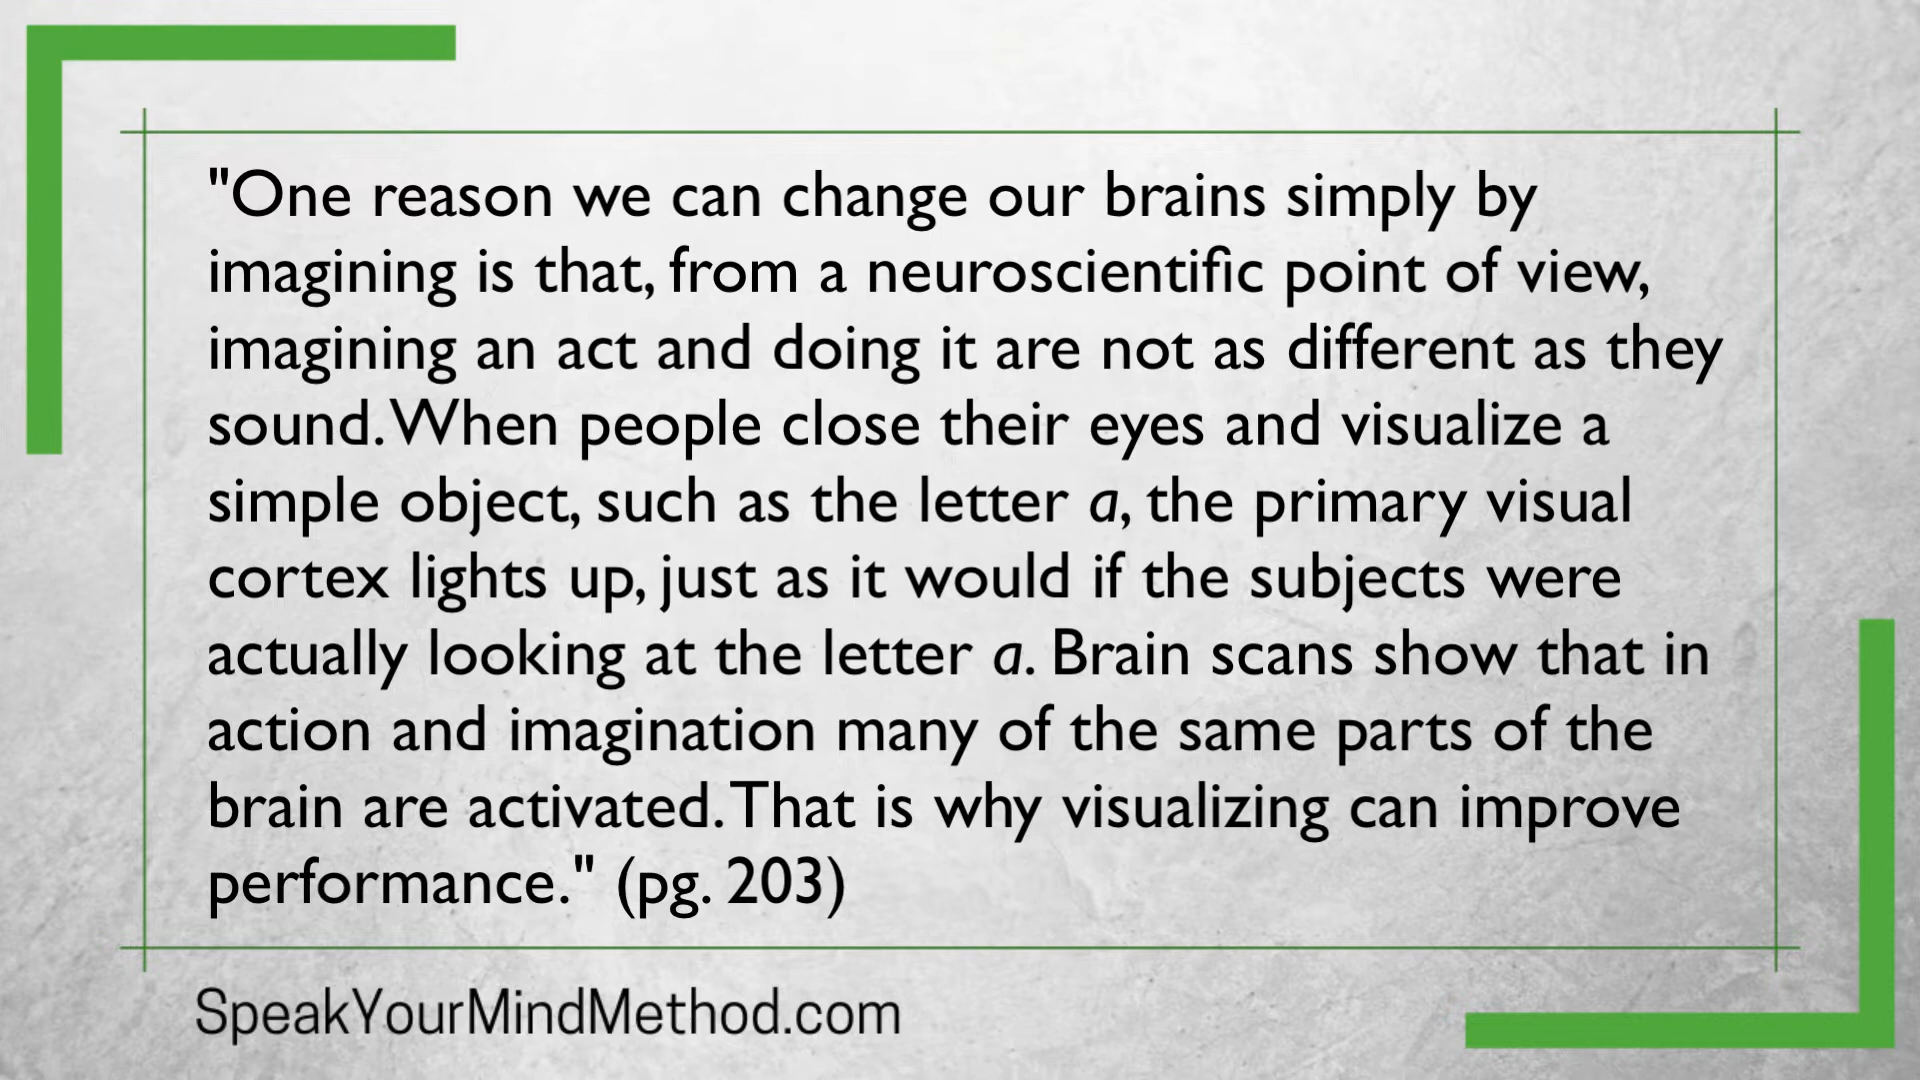 "One reason we can change our brains simply by
imagining is that, from a neuroscientific point of view,
imagining an act and doing it are not as different as they
sound. When people close their eyes and visualize a
simple object, such as the letter a, the primary visual
cortex lights up, just as it would if the subjects were
actually looking at the letter a. Brain scans show that in
action and imagination many of the same parts of the
brain are activated. That is why visualizing can improve
performance." (pg. 203)
SpeakYourMindMethod.com